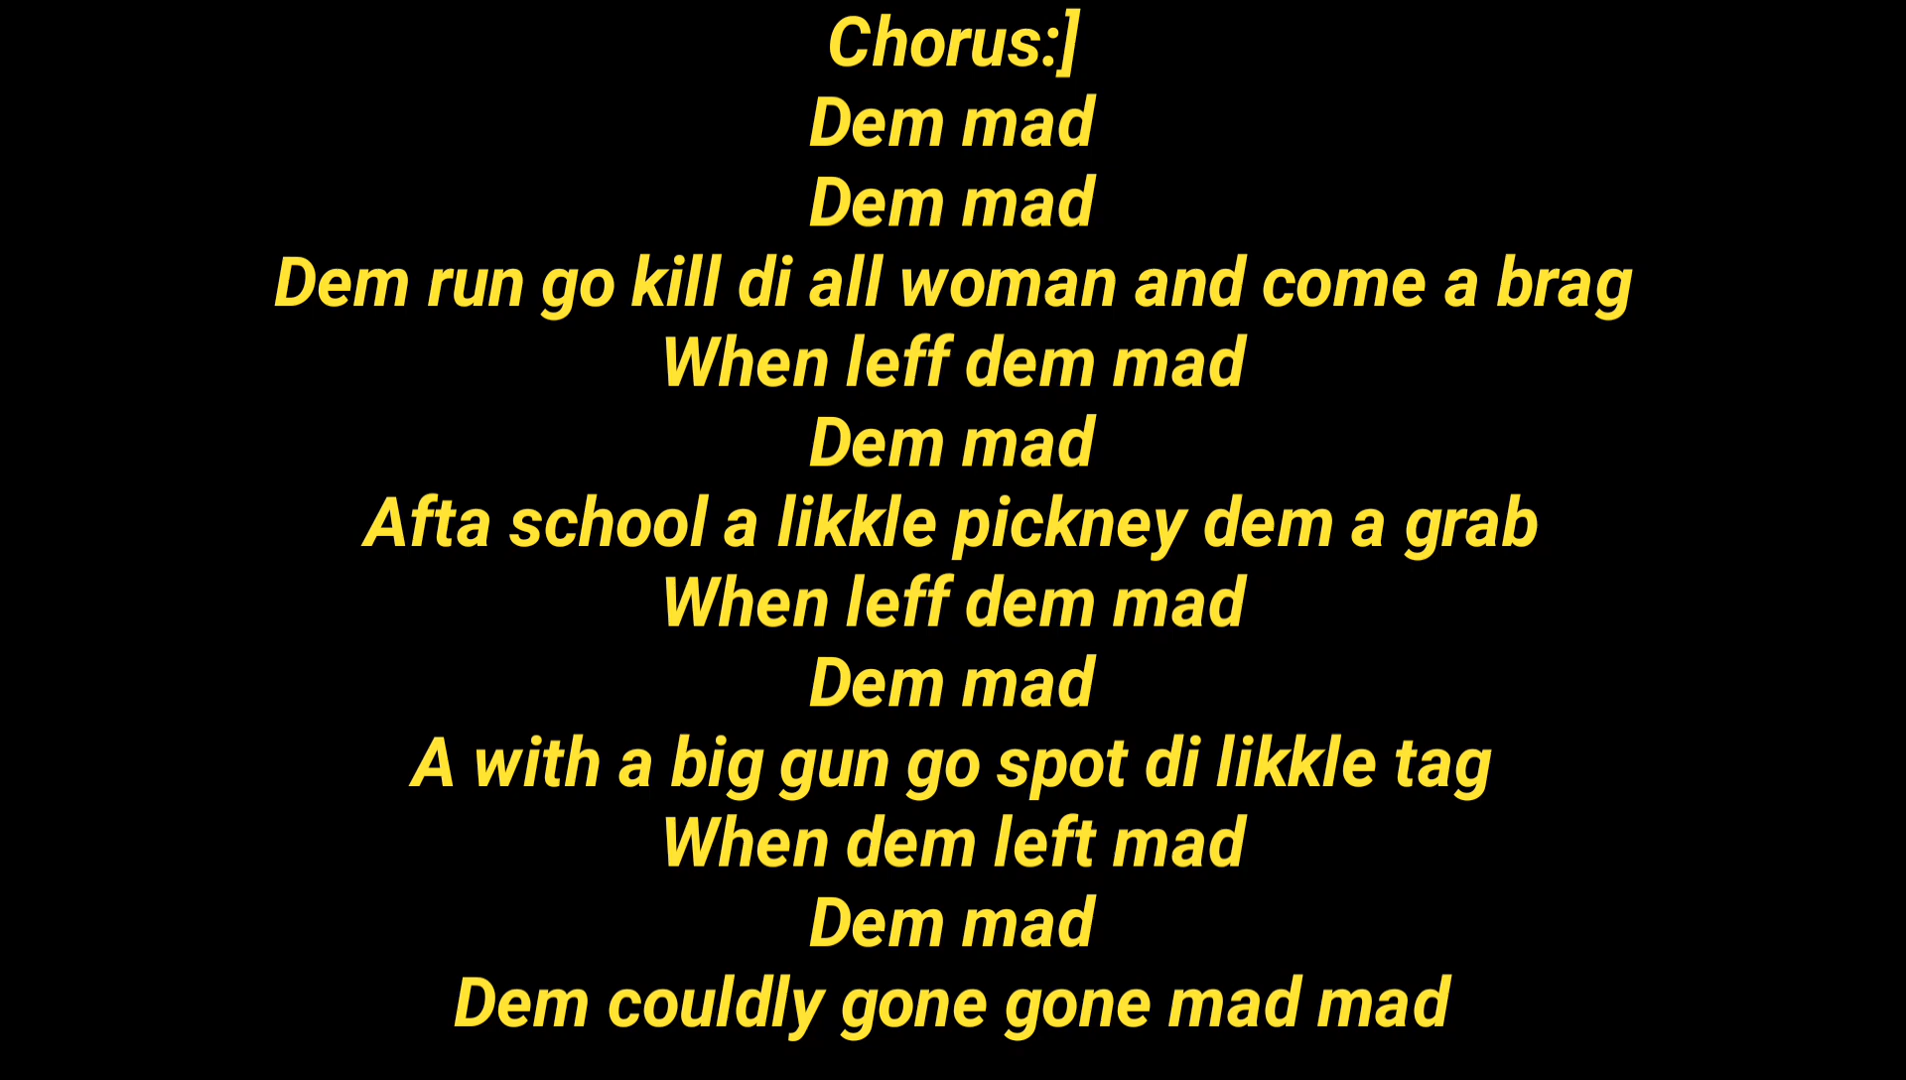 Chorus:]
Dem mad
Dem mad
Dem run go kill di all woman and come a brag
When leff dem mad
Dem mad
Afta school a likkle pickney dem a grab
When leff dem mad
Dem mad
A with a big gun go spot di likkle tag
When dem left mad
Dem mad
Dem couldly gone gone mad mad